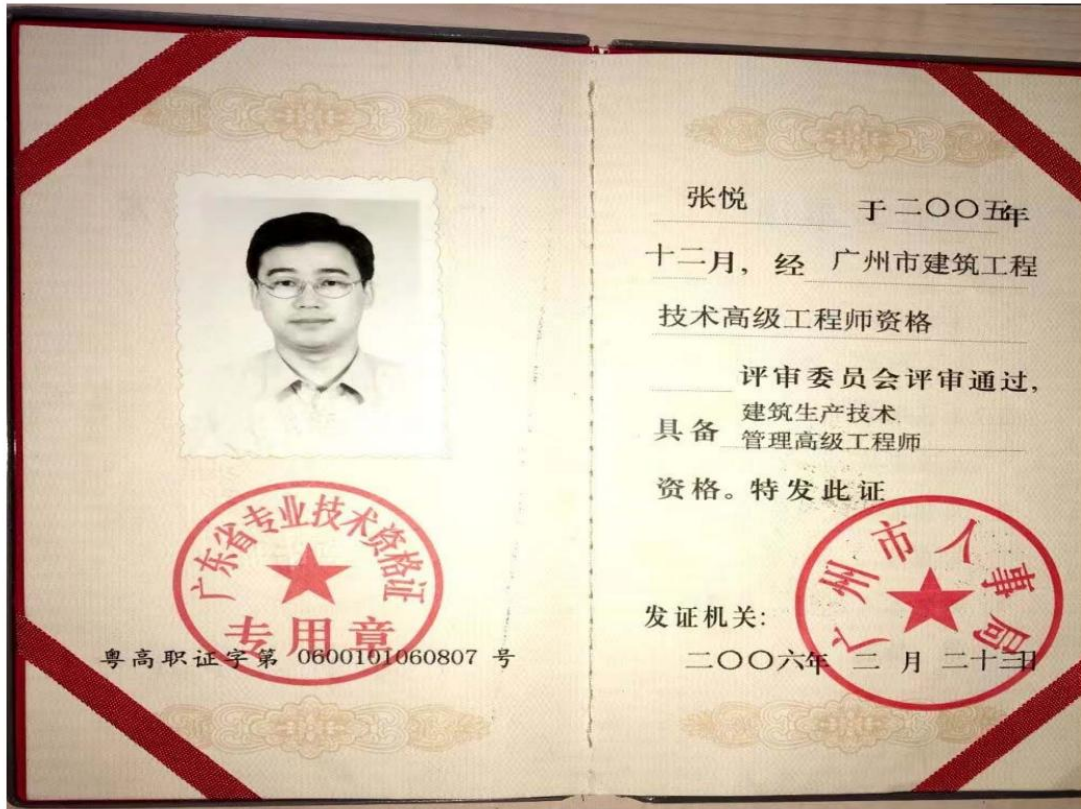 广东省专业技术资格证
专用章
粤高职证字第 0600101060807 号
张悦 于二〇〇五年
十二月，经 广州市建筑工程
技术高级工程师资格
评审委员会评审通过，
具备 建筑生产技术
管理高级工程师
资格。特发此证
广州市人事局
发证机关：
二〇〇六年 二月 二十三日